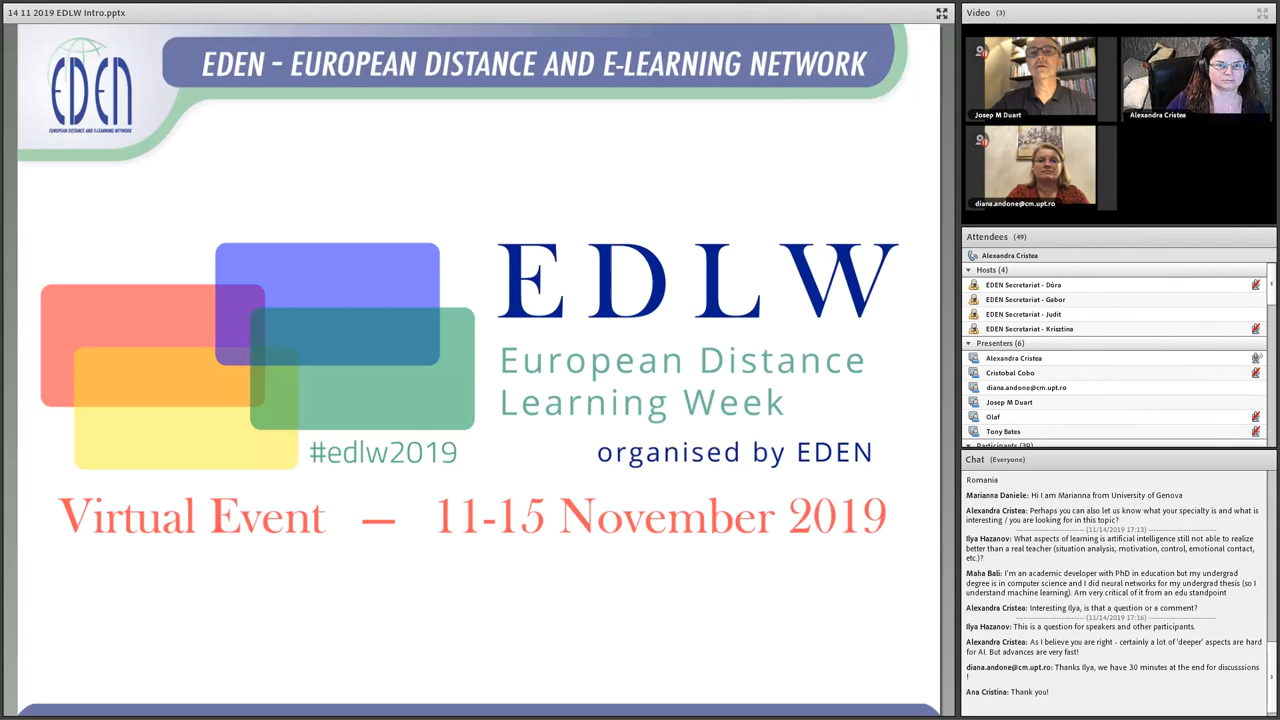 14 11 2019 EDLW Intro.pptx
EDEN
EUROPEAN DISTANCE AND E-LEARNING NETWORK
EDEN – EUROPEAN DISTANCE AND E-LEARNING NETWORK
EDLW
European Distance
Learning Week
#edlw2019
organised by EDEN
Virtual Event — 11-15 November 2019
Video (3)
Josep M Duart
Alexandra Cristea
diana.andone@cm.upt.ro
Attendees (49)
Alexandra Cristea
Hosts (4)
EDEN Secretariat - Dóra
EDEN Secretariat - Gabor
EDEN Secretariat - Judit
EDEN Secretariat - Krisztina
Presenters (6)
Alexandra Cristea
Cristobal Cobo
diana.andone@cm.upt.ro
Josep M Duart
Olaf
Tony Bates
Participants (39)
Chat (Everyone)
Romania
Marianna Daniele: Hi I am Marianna from University of Genova
Alexandra Cristea: Perhaps you can also let us know what your specialty is and what is
interesting / you are looking for in this topic?
(11/14/2019 17:13)
Ilya Hazanov: What aspects of learning is artificial intelligence still not able to realize
better than a real teacher (situation analysis, motivation, control, emotional contact,
etc.)?
Maha Bali: I'm an academic developer with PhD in education but my undergrad
degree is in computer science and I did neural networks for my undergrad thesis (so I
understand machine learning). Am very critical of it from an edu standpoint
Alexandra Cristea: Interesting Ilya, is that a question or a comment?
(11/14/2019 17:16)
Ilya Hazanov: This is a question for speakers and other participants.
Alexandra Cristea: As I believe you are right - certainly a lot of 'deeper' aspects are hard
for AI. But advances are very fast!
diana.andone@cm.upt.ro: Thanks Ilya, we have 30 minutes at the end for discusssions
!
Ana Cristina: Thank you!